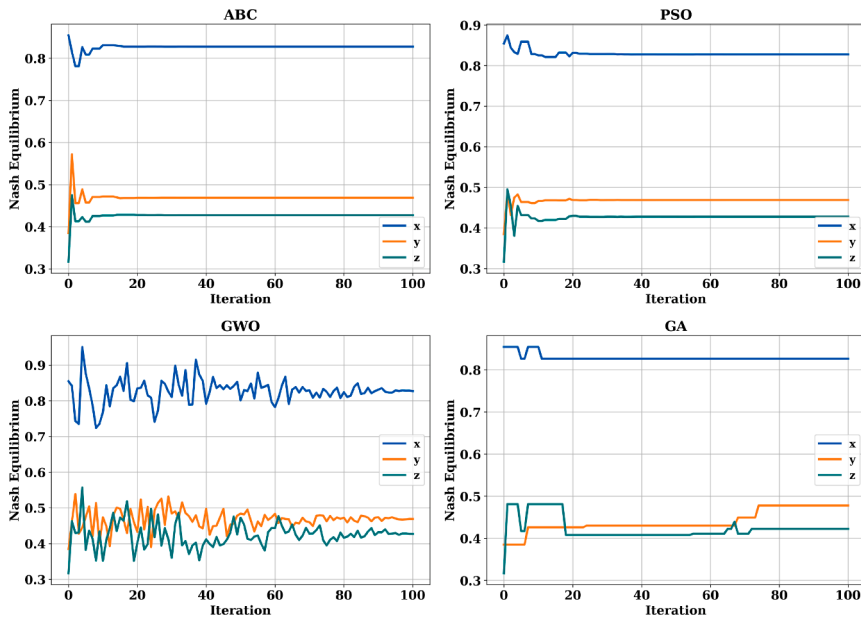 ABC
Nash Equilibrium
0.8
0.7
0.6
0.5
0.4
0.3
x
y
z
0 20 40 60 80 100
Iteration
PSO
Nash Equilibrium
0.9
0.8
0.7
0.6
0.5
0.4
0.3
x
y
z
0 20 40 60 80 100
Iteration
GWO
Nash Equilibrium
0.9
0.8
0.7
0.6
0.5
0.4
0.3
x
y
z
0 20 40 60 80 100
Iteration
GA
Nash Equilibrium
0.8
0.7
0.6
0.5
0.4
0.3
x
y
z
0 20 40 60 80 100
Iteration